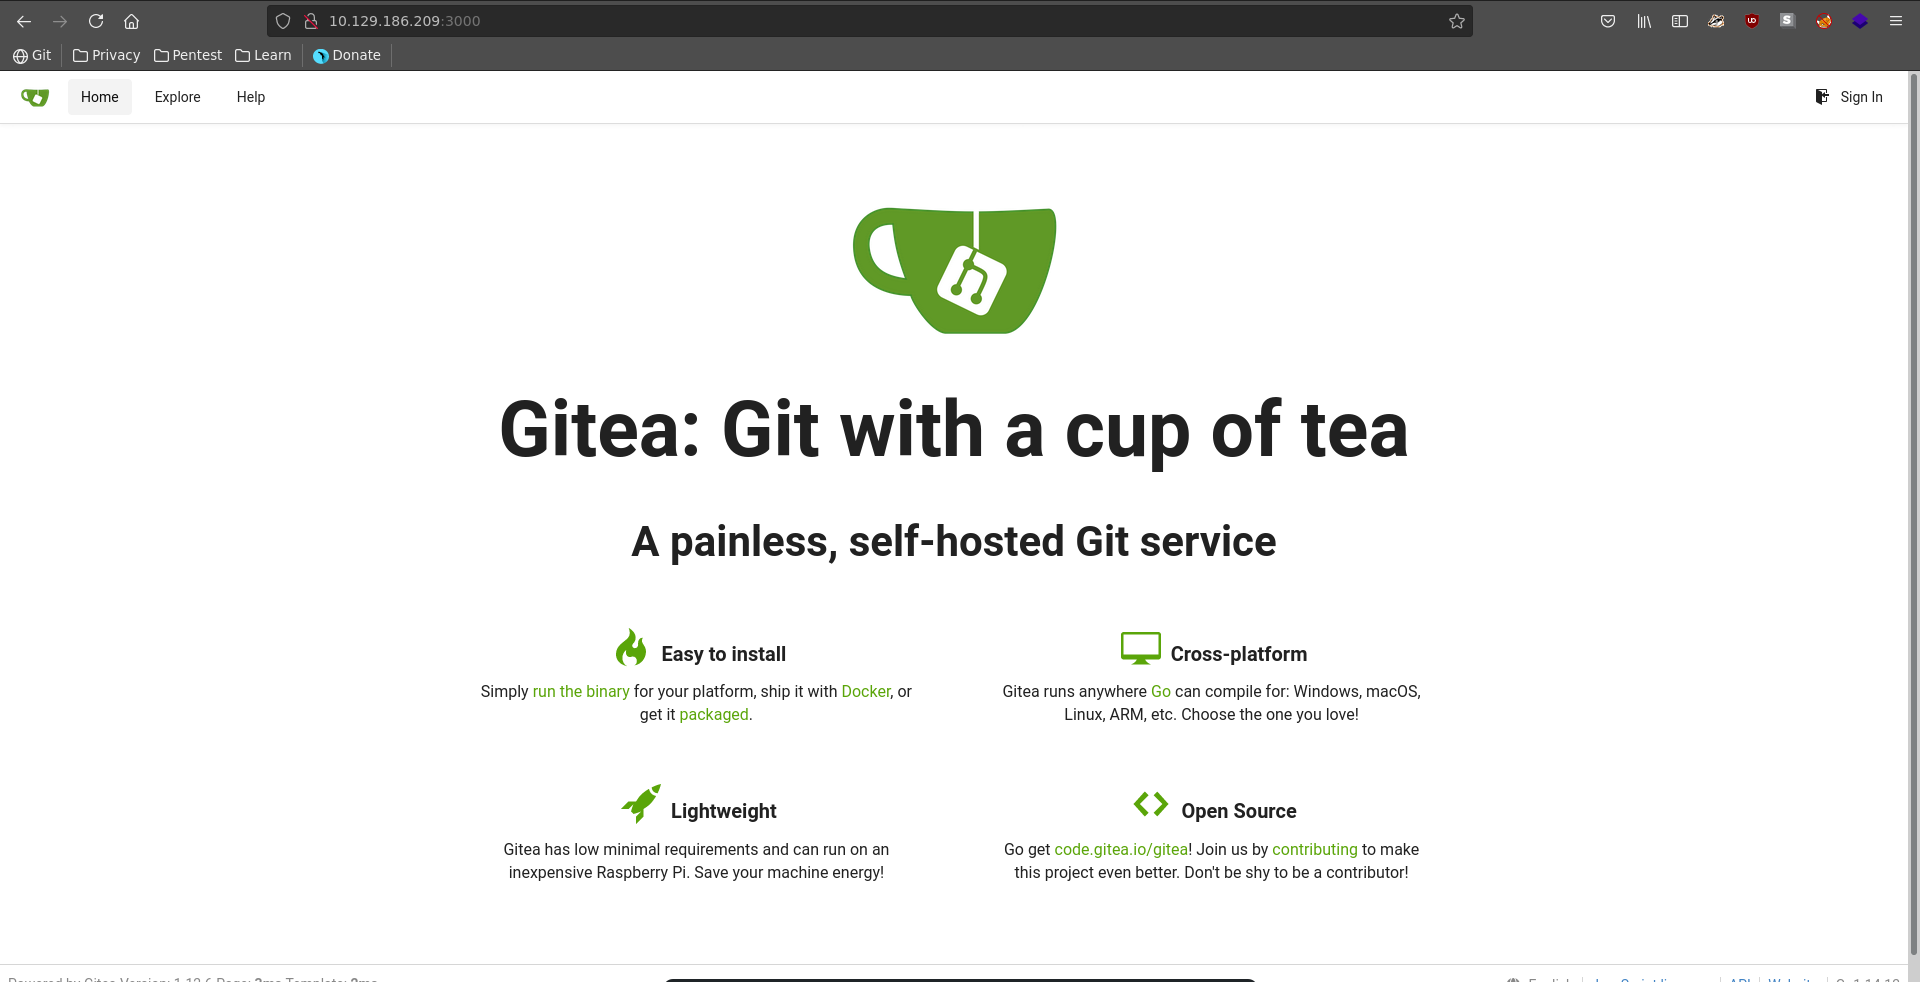 10.129.186.209:3000
Git Privacy Pentest Learn Donate
Home Explore Help Sign In
Gitea: Git with a cup of tea
A painless, self-hosted Git service
Easy to install
Simply run the binary for your platform, ship it with Docker, or
get it packaged.
Cross-platform
Gitea runs anywhere Go can compile for: Windows, macOS,
Linux, ARM, etc. Choose the one you love!
Lightweight
Gitea has low minimal requirements and can run on an
inexpensive Raspberry Pi. Save your machine energy!
Open Source
Go get code.gitea.io/gitea! Join us by contributing to make
this project even better. Don't be shy to be a contributor!